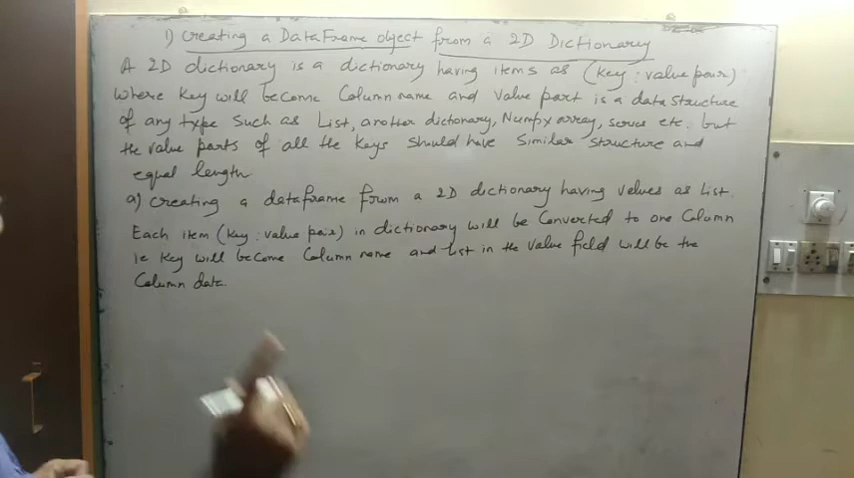 1) Creating a DataFrame object from a 2D Dictionary
A 2D dictionary is a dictionary having items as (key : value pair)
where key will become Column name and value part is a data structure
of any type such as List, another dictionary, Numpy array, series etc. but
the value parts of all the keys should have similar structure and
equal length
a) Creating a dataframe from a 2D dictionary having values as List.
Each item (key : value pair) in dictionary will be converted to one Column
ie key will become Column name and List in the value field will be the
Column data.